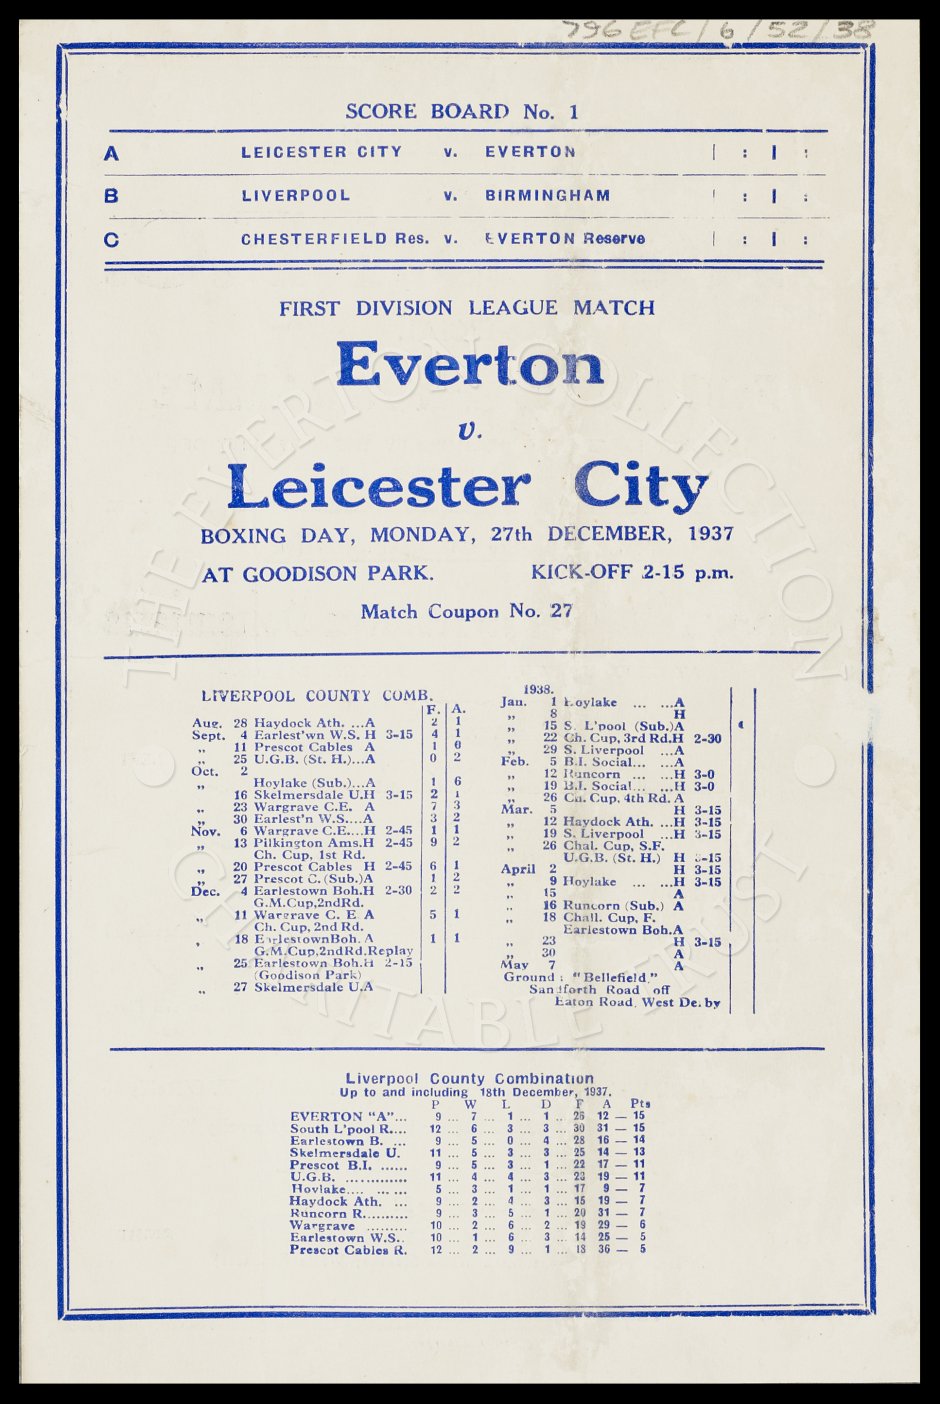 796 EFC/6/52/38
SCORE BOARD No. 1
A LEICESTER CITY v. EVERTON | : | :
B LIVERPOOL v. BIRMINGHAM | : | :
C CHESTERFIELD Res. v. EVERTON Reserve | : | :
FIRST DIVISION LEAGUE MATCH
Everton
v.
Leicester City
BOXING DAY, MONDAY, 27th DECEMBER, 1937
AT GOODISON PARK. KICK-OFF 2-15 p.m.
Match Coupon No. 27
LIVERPOOL COUNTY COMB.
F. A.
Aug. 28 Haydock Ath. ...A 2 1
Sept. 4 Earlest'wn W.S. H 3-15 4 1
„ 11 Prescot Cables A 1 0
„ 25 U.G.B. (St. H.)...A 0 2
Oct. 2
„ Hoylake (Sub.)...A 1 6
16 Skelmersdale U.H 3-15 2 1
„ 23 Wargrave C.E. A 7 3
„ 30 Earlest'n W.S....A 3 2
Nov. 6 Wargrave C.E....H 2-45 1 1
„ 13 Pilkington Ams.H 2-45 9 2
Ch. Cup, 1st Rd.
„ 20 Prescot Cables H 2-45 6 1
„ 27 Prescot C. (Sub.)A 1 2
Dec. 4 Earlestown Boh.H 2-30 2 2
G.M.Cup,2ndRd.
„ 11 Wargrave C. E A 5 1
Ch. Cup, 2nd Rd.
„ 18 EarlestownBoh. A 1 1
G.M.Cup,2ndRd.Replay
„ 25 Earlestown Boh.H 2-15
(Goodison Park)
„ 27 Skelmersdale U.A
1938.
Jan. 1 Hoylake ... ...A
„ 8 H
„ 15 S. L'pool (Sub.)A
„ 22 Ch. Cup, 3rd Rd.H 2-30
„ 29 S. Liverpool ...A
Feb. 5 B.I. Social... ...A
„ 12 Runcorn ... ...H 3-0
„ 19 B.I. Social... ...H 3-0
„ 26 Ch. Cup, 4th Rd. A
Mar. 5 H 3-15
„ 12 Haydock Ath. ...H 3-15
„ 19 S. Liverpool ...H 3-15
„ 26 Chal. Cup, S.F.
U.G.B. (St. H.) H 3-15
April 2 H 3-15
„ 9 Hoylake ... ...H 3-15
„ 15 A
„ 16 Runcorn (Sub.) A
„ 18 Chall. Cup, F.
Earlestown Boh.A
„ 23 H 3-15
„ 30 A
May 7 A
Ground : "Bellefield,"
Sandforth Road off
Eaton Road, West Derby
Liverpool County Combination
Up to and including 18th December, 1937.
P W L D F A Pts
EVERTON "A"... 9 ... 7 ... 1 ... 1 ... 26 12 — 15
South L'pool R.... 12 ... 6 ... 3 ... 3 ... 30 31 — 15
Earlestown B. ... 9 ... 5 ... 0 ... 4 ... 28 16 — 14
Skelmersdale U. 11 ... 5 ... 3 ... 3 ... 25 14 — 13
Prescot B.I. ...... 9 ... 5 ... 3 ... 1 ... 22 17 — 11
U.G.B. ............. 11 ... 4 ... 4 ... 3 ... 23 19 — 11
Hoylake.... ... ... 5 ... 3 ... 1 ... 1 ... 17 9 — 7
Haydock Ath. ... 9 ... 2 ... 4 ... 3 ... 15 19 — 7
Runcorn R.......... 9 ... 3 ... 5 ... 1 ... 20 31 — 7
Wargrave ......... 10 ... 2 ... 6 ... 2 ... 19 29 — 6
Earlestown W.S.. 10 ... 1 ... 6 ... 3 ... 14 25 — 5
Prescot Cables R. 12 ... 2 ... 9 ... 1 ... 18 36 — 5
THE EVERTON COLLECTION
CHARITABLE TRUST